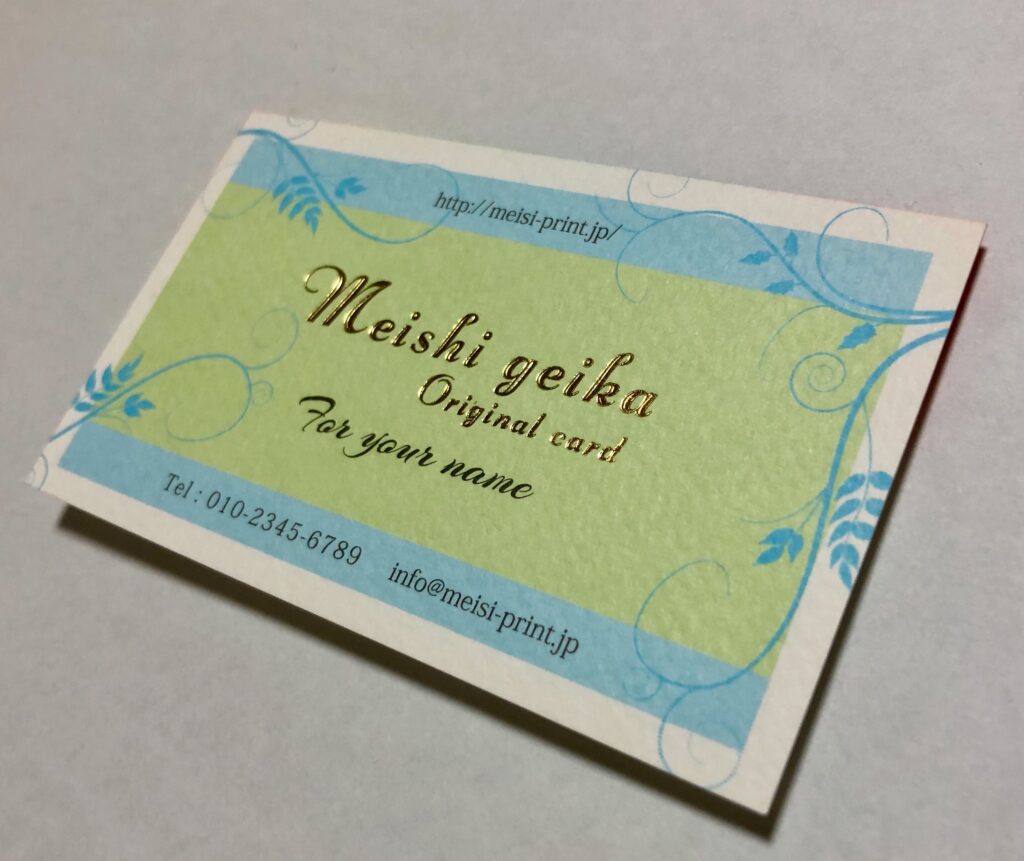 http://meisi-print.jp/
Meishi geika
Original card
For your name
Tel : 010-2345-6789 info@meisi-print.jp